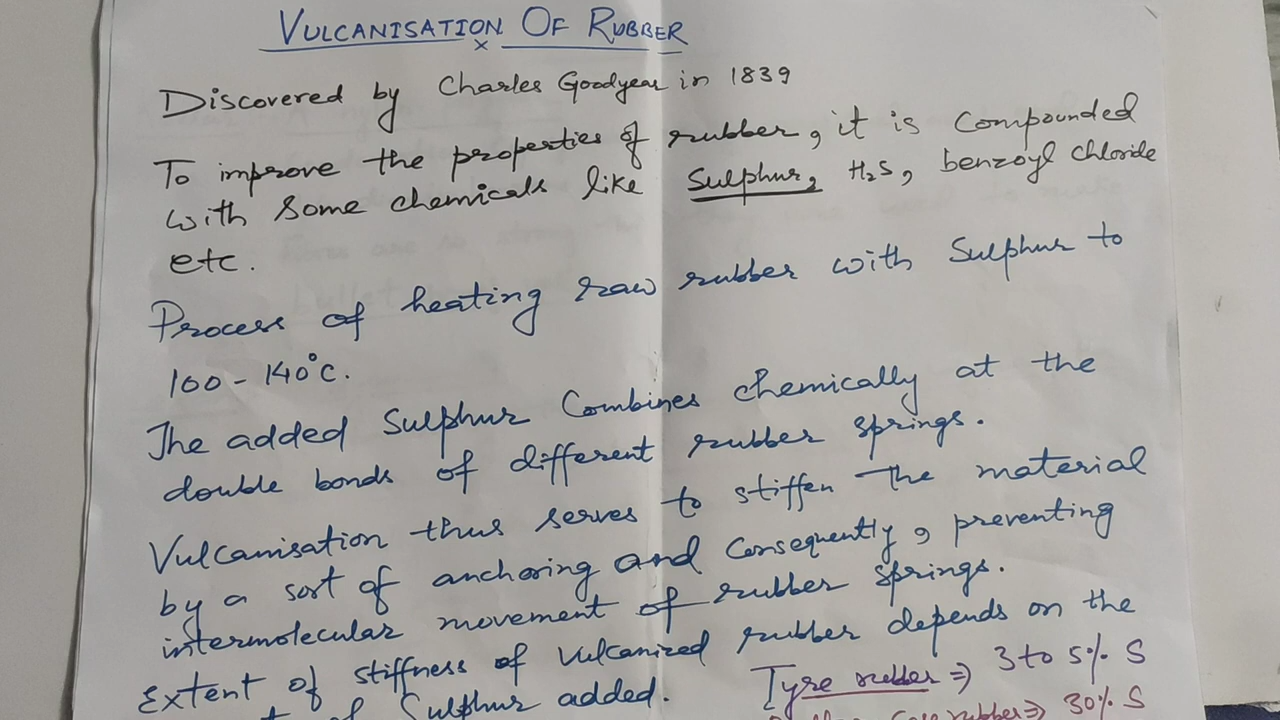 VULCANISATION OF RUBBER
x
Discovered by Charles Goodyear in 1839
To improve the properties of rubber, it is compounded
with some chemicals like Sulphur, H₂S, benzoyl chloride
etc.
Process of heating raw rubber with Sulphur to
100-140°C.
The added Sulphur Combines chemically at the
double bonds of different rubber springs.
Vulcanisation thus serves to stiffen the material
by a sort of anchoring and Consequently, preventing
intermolecular movement of rubber springs.
Extent of stiffness of vulcanized rubber depends on the
of Sulphur added.
Tyre rubber ⇒ 3 to 5% S
case rubber ⇒ 30% S